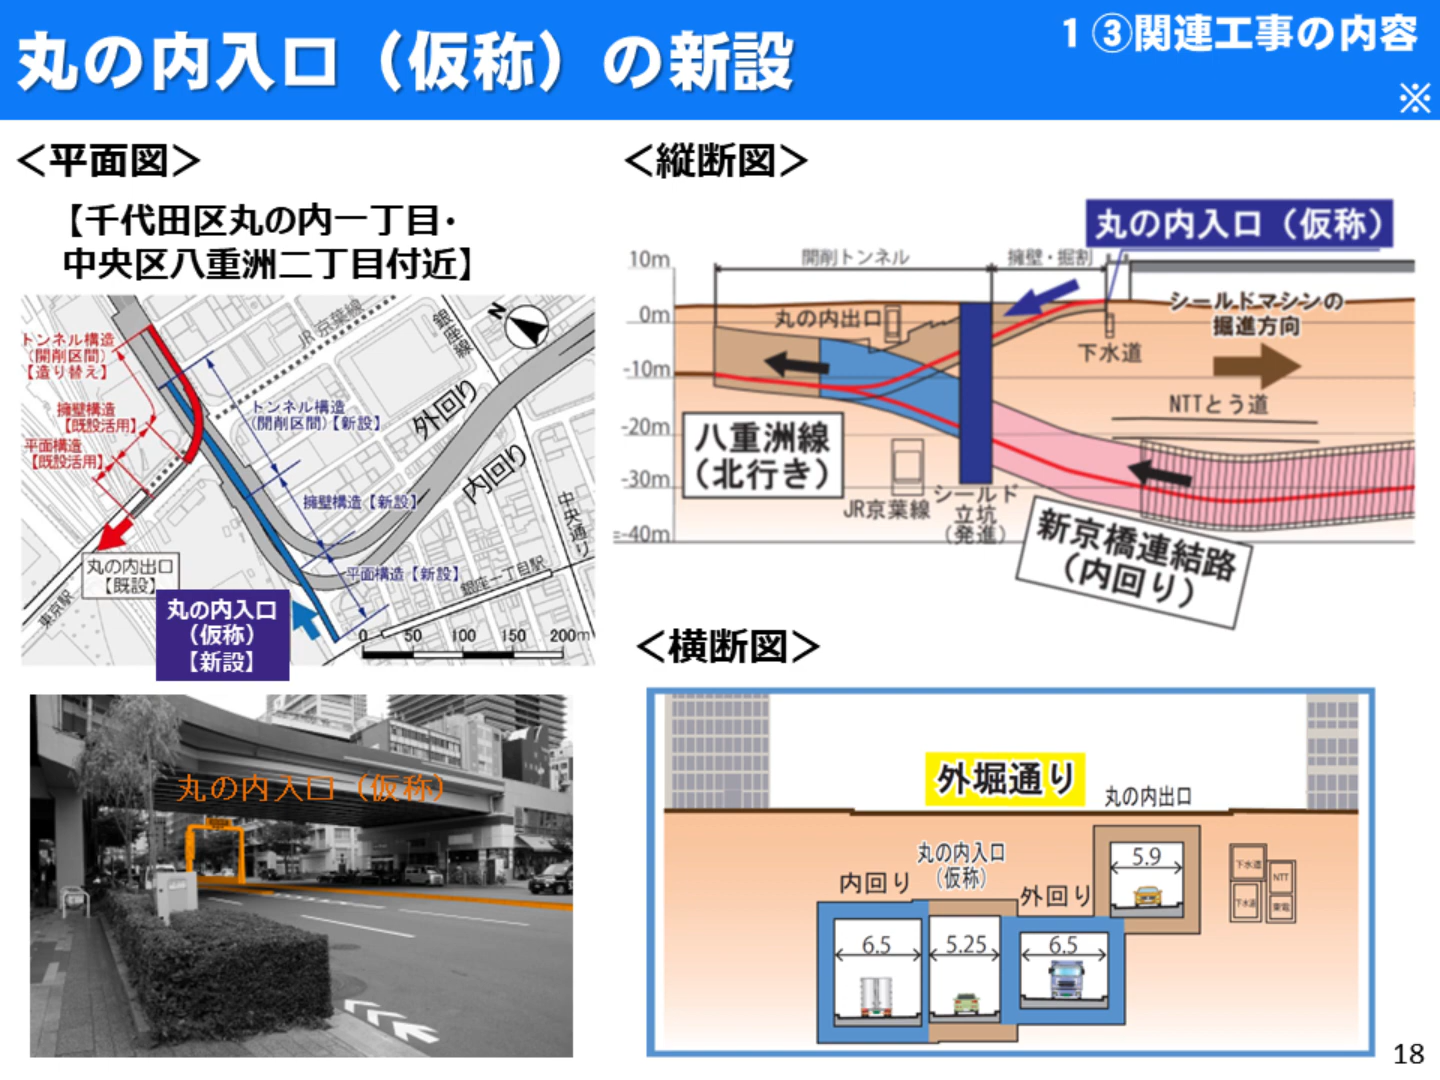 丸の内入口（仮称）の新設
1 ③関連工事の内容
※
＜平面図＞
【千代田区丸の内一丁目・
中央区八重洲二丁目付近】
トンネル構造
（開削区間）
【造り替え】
擁壁構造
【既設活用】
平面構造
【既設活用】
JR京葉線
銀座線
N
外回り
内回り
トンネル構造
（開削区間）【新設】
擁壁構造【新設】
平面構造【新設】
中央通り
銀座一丁目駅
丸の内出口
【既設】
東京駅
丸の内入口
（仮称）
【新設】
0 50 100 150 200m
丸の内入口（仮称）
＜縦断図＞
丸の内入口（仮称）
開削トンネル
擁壁・掘割
10m
0m
-10m
-20m
-30m
-40m
丸の内出口
下水道
シールドマシンの
掘進方向
NTTとう道
八重洲線
（北行き）
JR京葉線
シールド
立坑
（発進）
新京橋連結路
（内回り）
＜横断図＞
外堀通り
丸の内出口
5.9
丸の内入口
（仮称）
内回り
外回り
6.5
5.25
6.5
下水道
NTT
下水道
東電
18